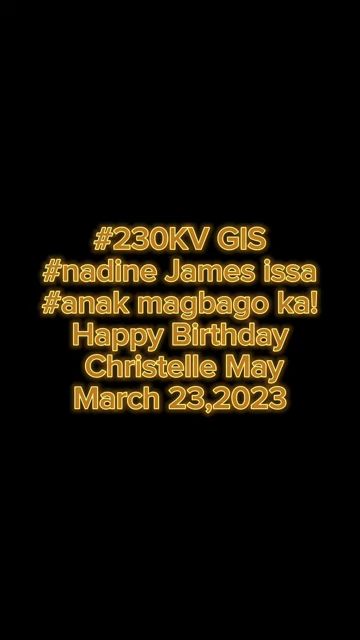 #230KV GIS
#nadine James issa
#anak magbago ka!
Happy Birthday
Christelle May
March 23,2023